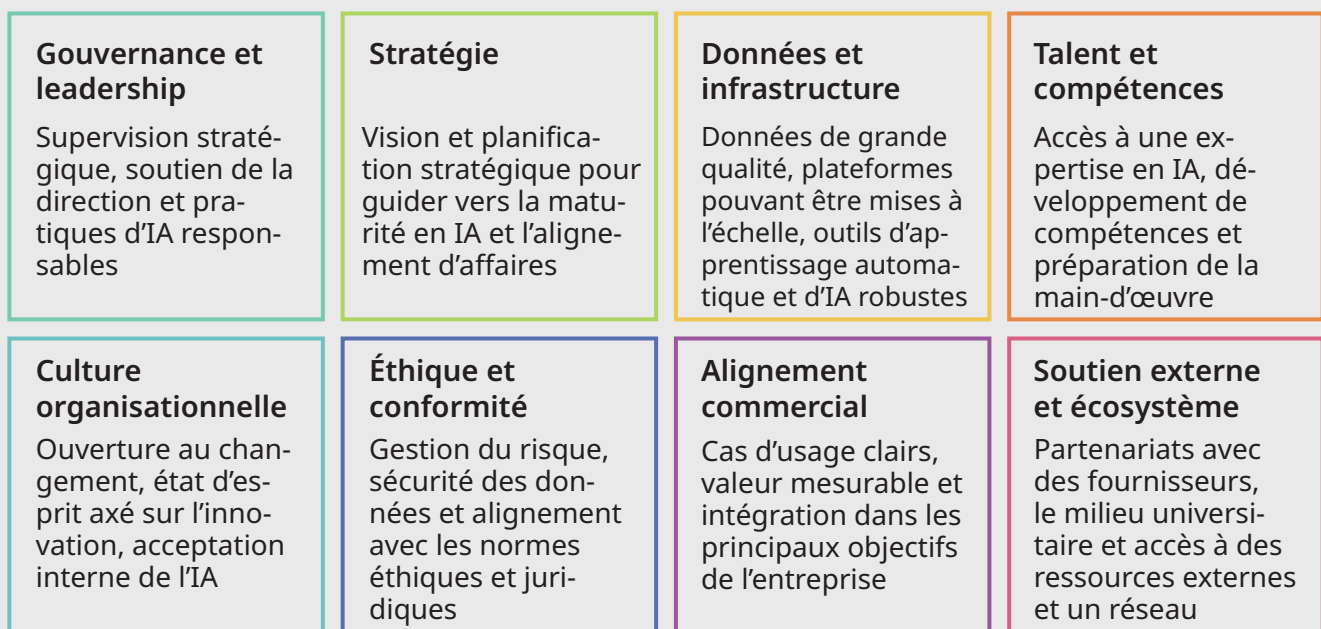 Gouvernance et
leadership
Supervision straté-
gique, soutien de la
direction et pra-
tiques d’IA respon-
sables
Stratégie
Vision et planifica-
tion stratégique pour
guider vers la matu-
rité en IA et l’aligne-
ment d’affaires
Données et
infrastructure
Données de grande
qualité, plateformes
pouvant être mises à
l’échelle, outils d’ap-
prentissage automa-
tique et d’IA robustes
Talent et
compétences
Accès à une ex-
pertise en IA, dé-
veloppement de
compétences et
préparation de la
main-d’œuvre
Culture
organisationnelle
Ouverture au chan-
gement, état d’es-
prit axé sur l’inno-
vation, acceptation
interne de l’IA
Éthique et
conformité
Gestion du risque,
sécurité des don-
nées et alignement
avec les normes
éthiques et juri-
diques
Alignement
commercial
Cas d’usage clairs,
valeur mesurable et
intégration dans les
principaux objectifs
de l’entreprise
Soutien externe
et écosystème
Partenariats avec
des fournisseurs,
le milieu universi-
taire et accès à des
ressources externes
et un réseau